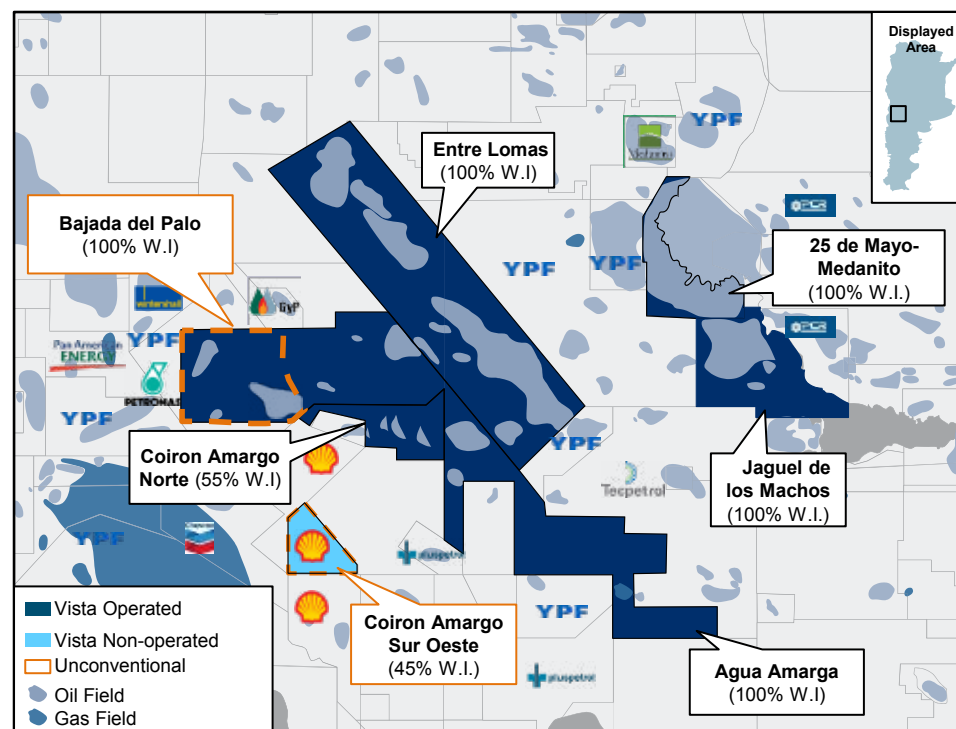 Displayed
Area
YPF
Entre Lomas
(100% W.I)
Bajada del Palo
(100% W.I)
PCR
25 de Mayo-
Medanito
(100% W.I.)
YPF
YPF
wintershall
GyP
PCR
YPF
Pan American
ENERGY
PETRONAS
YPF
YPF
Coiron Amargo
Norte (55% W.I)
Jaguel de
los Machos
(100% W.I.)
Tecpetrol
YPF
pluspetrol
Vista Operated
Vista Non-operated
Unconventional
Oil Field
Gas Field
Coiron Amargo
Sur Oeste
(45% W.I.)
YPF
Agua Amarga
(100% W.I)
pluspetrol